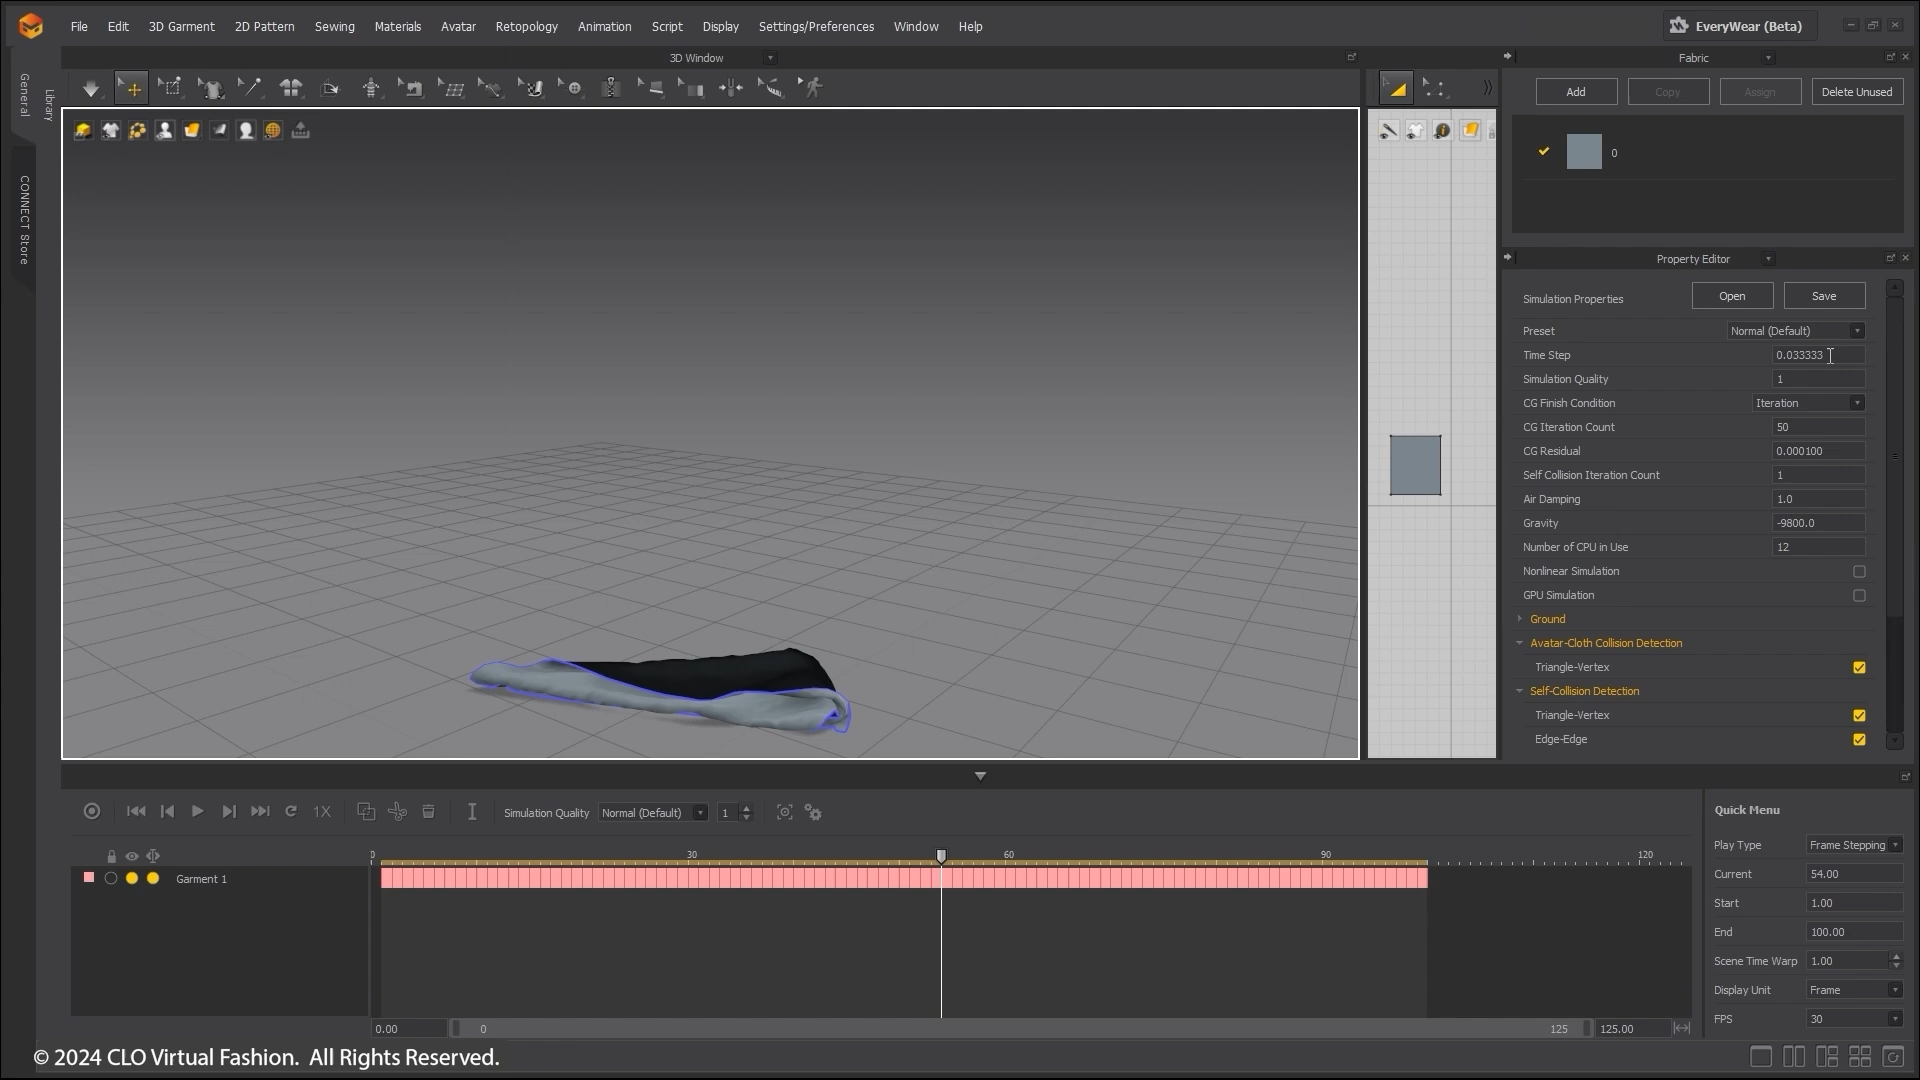 File Edit 3D Garment 2D Pattern Sewing Materials Avatar Retopology Animation Script Display Settings/Preferences Window Help EveryWear (Beta)
3D Window
General
Library
CONNECT Store
Fabric
Add Copy Assign Delete Unused
0
Property Editor
Simulation Properties Open Save
Preset Normal (Default)
Time Step 0.033333
Simulation Quality 1
CG Finish Condition Iteration
CG Iteration Count 50
CG Residual 0.000100
Self Collision Iteration Count 1
Air Damping 1.0
Gravity -9800.0
Number of CPU in Use 12
Nonlinear Simulation
GPU Simulation
Ground
Avatar-Cloth Collision Detection
Triangle-Vertex
Self-Collision Detection
Triangle-Vertex
Edge-Edge
1X Simulation Quality Normal (Default) 1
0 30 60 90 120
Garment 1
0.00 0 125 125.00
Quick Menu
Play Type Frame Stepping
Current 54.00
Start 1.00
End 100.00
Scene Time Warp 1.00
Display Unit Frame
FPS 30
© 2024 CLO Virtual Fashion. All Rights Reserved.